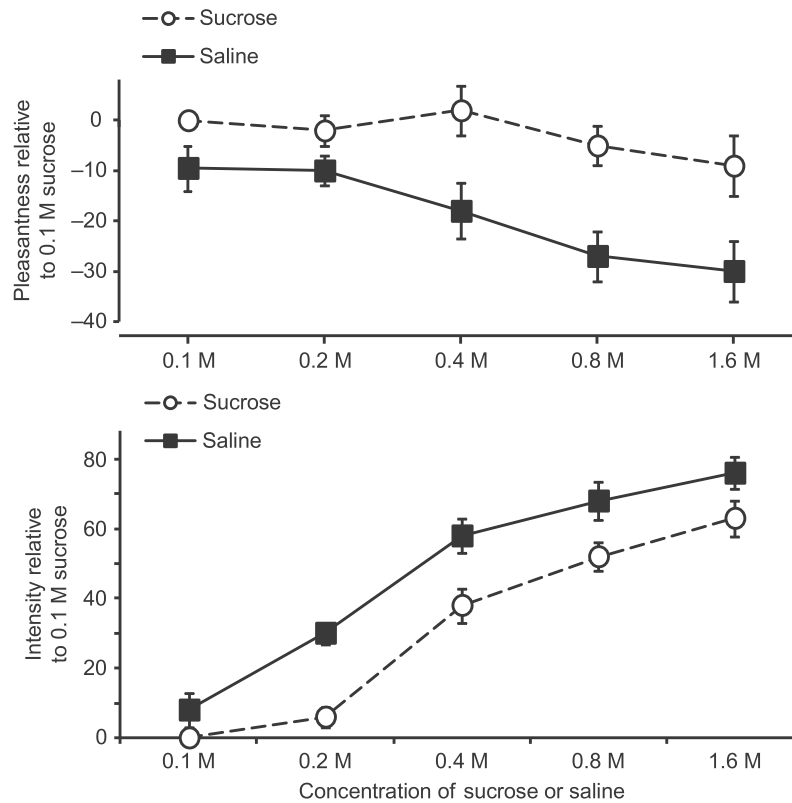 Sucrose
Saline
Pleasantness relative
to 0.1 M sucrose
0
–10
–20
–30
–40
0.1 M 0.2 M 0.4 M 0.8 M 1.6 M
Sucrose
Saline
Intensity relative
to 0.1 M sucrose
80
60
40
20
0
0.1 M 0.2 M 0.4 M 0.8 M 1.6 M
Concentration of sucrose or saline